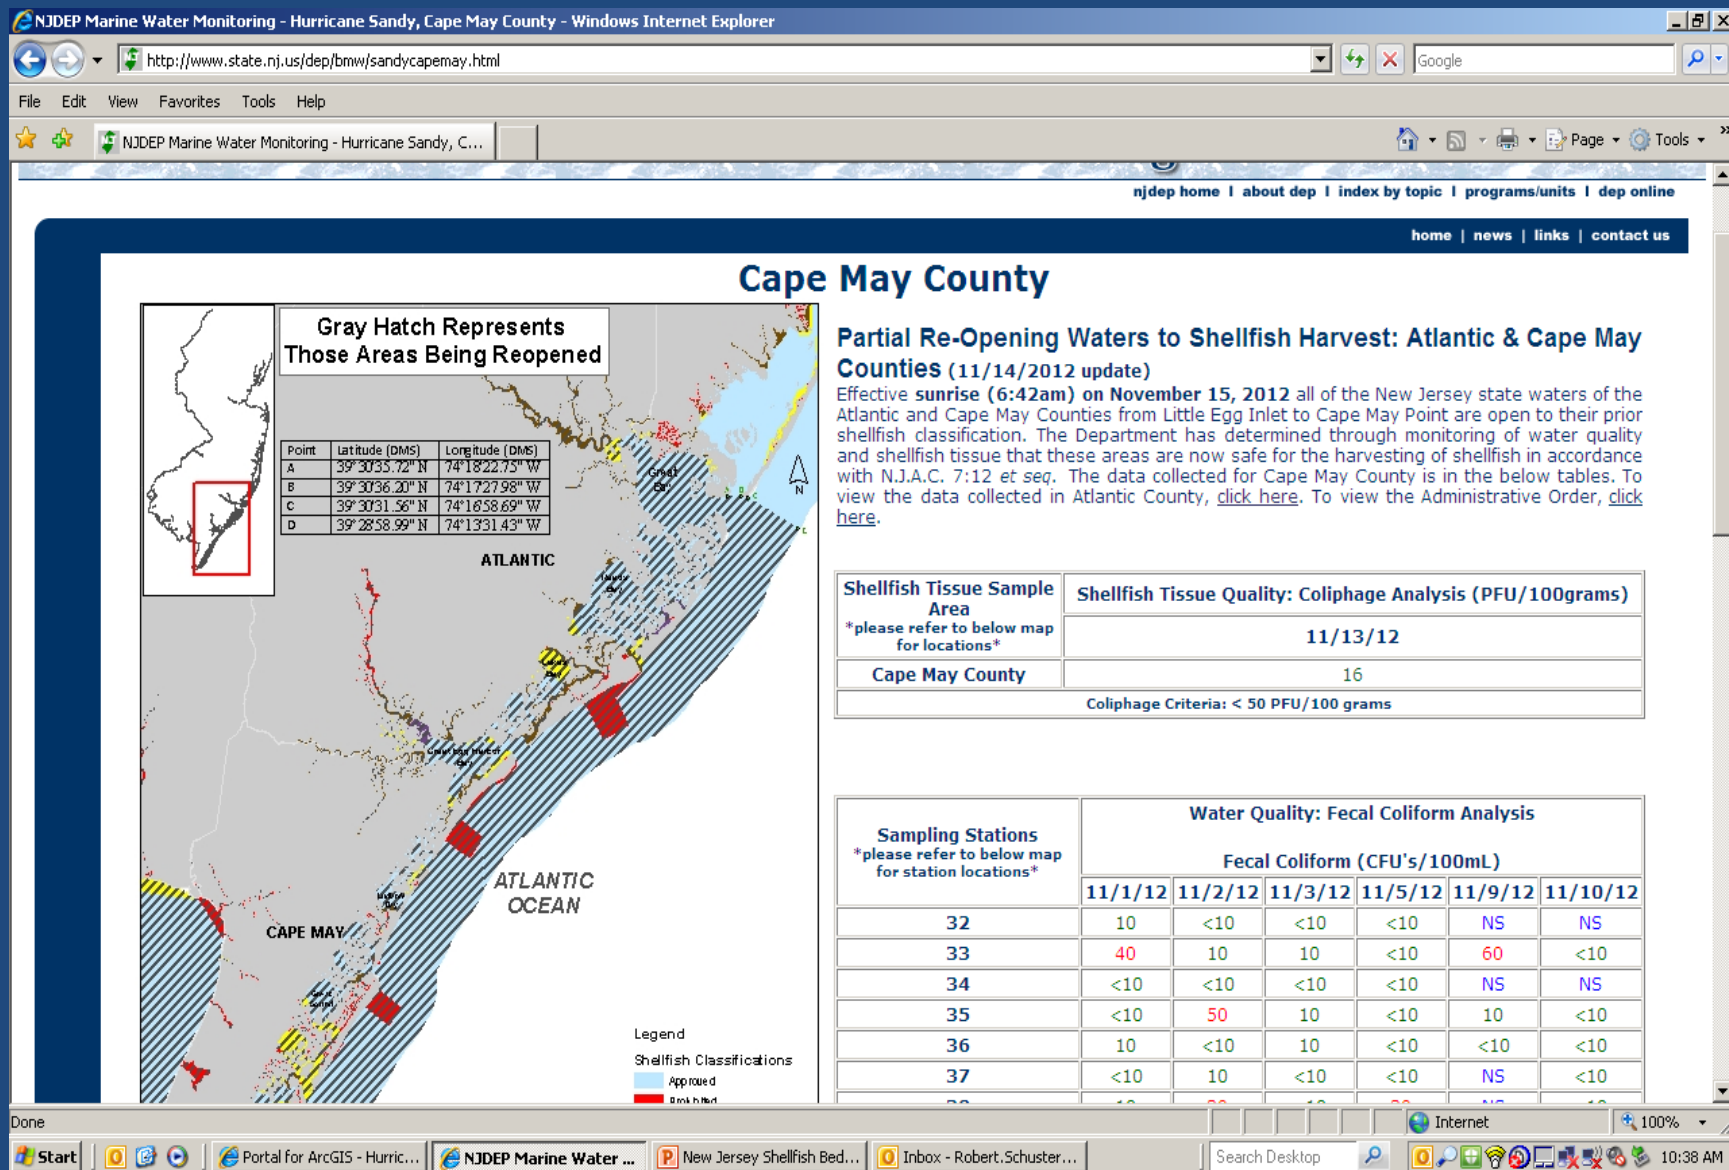 NJDEP Marine Water Monitoring - Hurricane Sandy, Cape May County - Windows Internet Explorer
http://www.state.nj.us/dep/bmw/sandycapemay.html
Google
File Edit View Favorites Tools Help
NJDEP Marine Water Monitoring - Hurricane Sandy, C...
Page Tools »
njdep home | about dep | index by topic | programs/units | dep online
home | news | links | contact us
Cape May County
Gray Hatch Represents
Those Areas Being Reopened
Point Latitude (DMS) Longitude (DMS)
A 39°30'35.72" N 74°18'22.75" W
B 39°30'36.20" N 74°17'27.98" W
C 39°30'31.56" N 74°16'58.69" W
D 39°28'58.99" N 74°13'31.43" W
N
Great
Bay
ATLANTIC
Great Egg Harbor
Bay
ATLANTIC
OCEAN
CAPE MAY
Great
Sound
Legend
Shellfish Classifications
Approved
Prohibited
Partial Re-Opening Waters to Shellfish Harvest: Atlantic & Cape May
Counties (11/14/2012 update)
Effective sunrise (6:42am) on November 15, 2012 all of the New Jersey state waters of the
Atlantic and Cape May Counties from Little Egg Inlet to Cape May Point are open to their prior
shellfish classification. The Department has determined through monitoring of water quality
and shellfish tissue that these areas are now safe for the harvesting of shellfish in accordance
with N.J.A.C. 7:12 et seq. The data collected for Cape May County is in the below tables. To
view the data collected in Atlantic County, click here. To view the Administrative Order, click
here.
Shellfish Tissue Sample
Area
*please refer to below map
for locations*
Shellfish Tissue Quality: Coliphage Analysis (PFU/100grams)
11/13/12
Cape May County 16
Coliphage Criteria: < 50 PFU/100 grams
Sampling Stations
*please refer to below map
for station locations*
Water Quality: Fecal Coliform Analysis
Fecal Coliform (CFU's/100mL)
11/1/12 11/2/12 11/3/12 11/5/12 11/9/12 11/10/12
32 10 <10 <10 <10 NS NS
33 40 10 10 <10 60 <10
34 <10 <10 <10 <10 NS NS
35 <10 50 10 <10 10 <10
36 10 <10 10 <10 <10 <10
37 <10 10 <10 <10 NS <10
Done Internet 100%
Start Portal for ArcGIS - Hurric... NJDEP Marine Water ... New Jersey Shellfish Bed... Inbox - Robert.Schuster... Search Desktop 10:38 AM